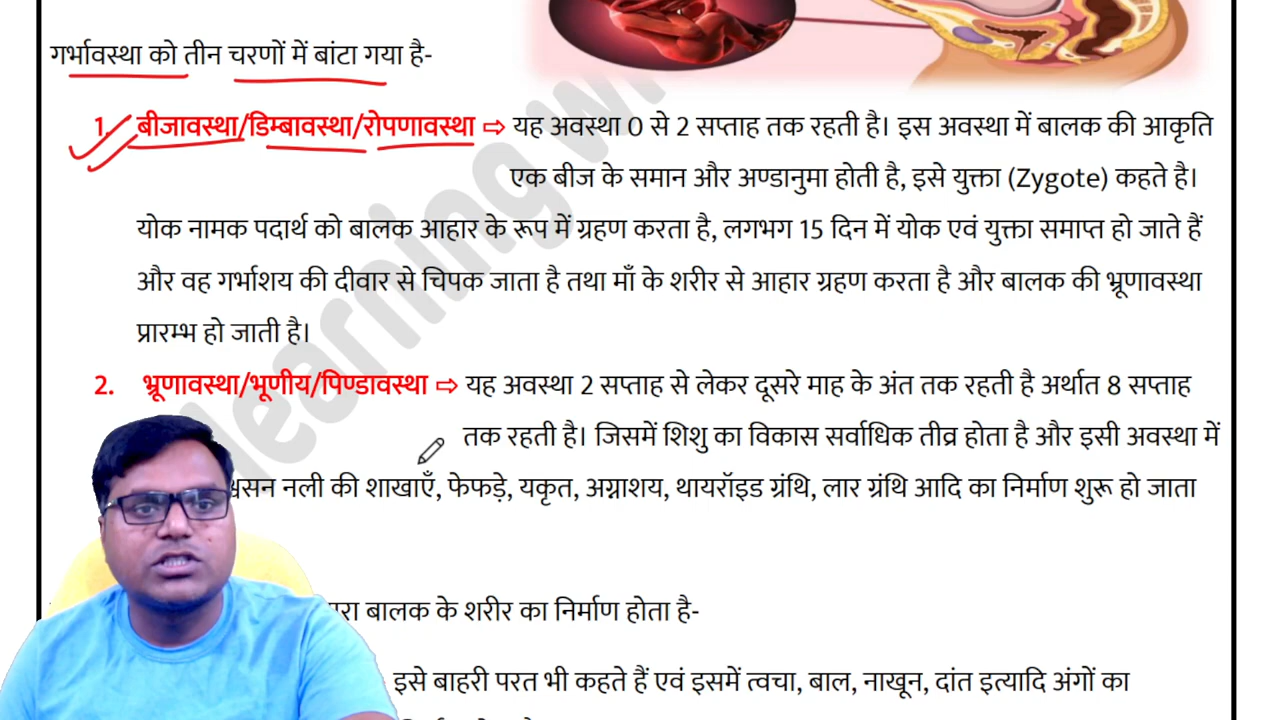 गर्भावस्था को तीन चरणों में बांटा गया है-
1. बीजावस्था/डिम्बावस्था/रोपणावस्था ⇨ यह अवस्था 0 से 2 सप्ताह तक रहती है। इस अवस्था में बालक की आकृति
एक बीज के समान और अण्डानुमा होती है, इसे युक्ता (Zygote) कहते है।
योक नामक पदार्थ को बालक आहार के रूप में ग्रहण करता है, लगभग 15 दिन में योक एवं युक्ता समाप्त हो जाते हैं
और वह गर्भाशय की दीवार से चिपक जाता है तथा माँ के शरीर से आहार ग्रहण करता है और बालक की भ्रूणावस्था
प्रारम्भ हो जाती है।
2. भ्रूणावस्था/भूणीय/पिण्डावस्था ⇨ यह अवस्था 2 सप्ताह से लेकर दूसरे माह के अंत तक रहती है अर्थात 8 सप्ताह
तक रहती है। जिसमें शिशु का विकास सर्वाधिक तीव्र होता है और इसी अवस्था में
नली की शाखाएँ, फेफड़े, यकृत, अग्नाशय, थायरॉइड ग्रंथि, लार ग्रंथि आदि का निर्माण शुरू हो जाता
बालक के शरीर का निर्माण होता है-
इसे बाहरी परत भी कहते हैं एवं इसमें त्वचा, बाल, नाखून, दांत इत्यादि अंगों का
learning